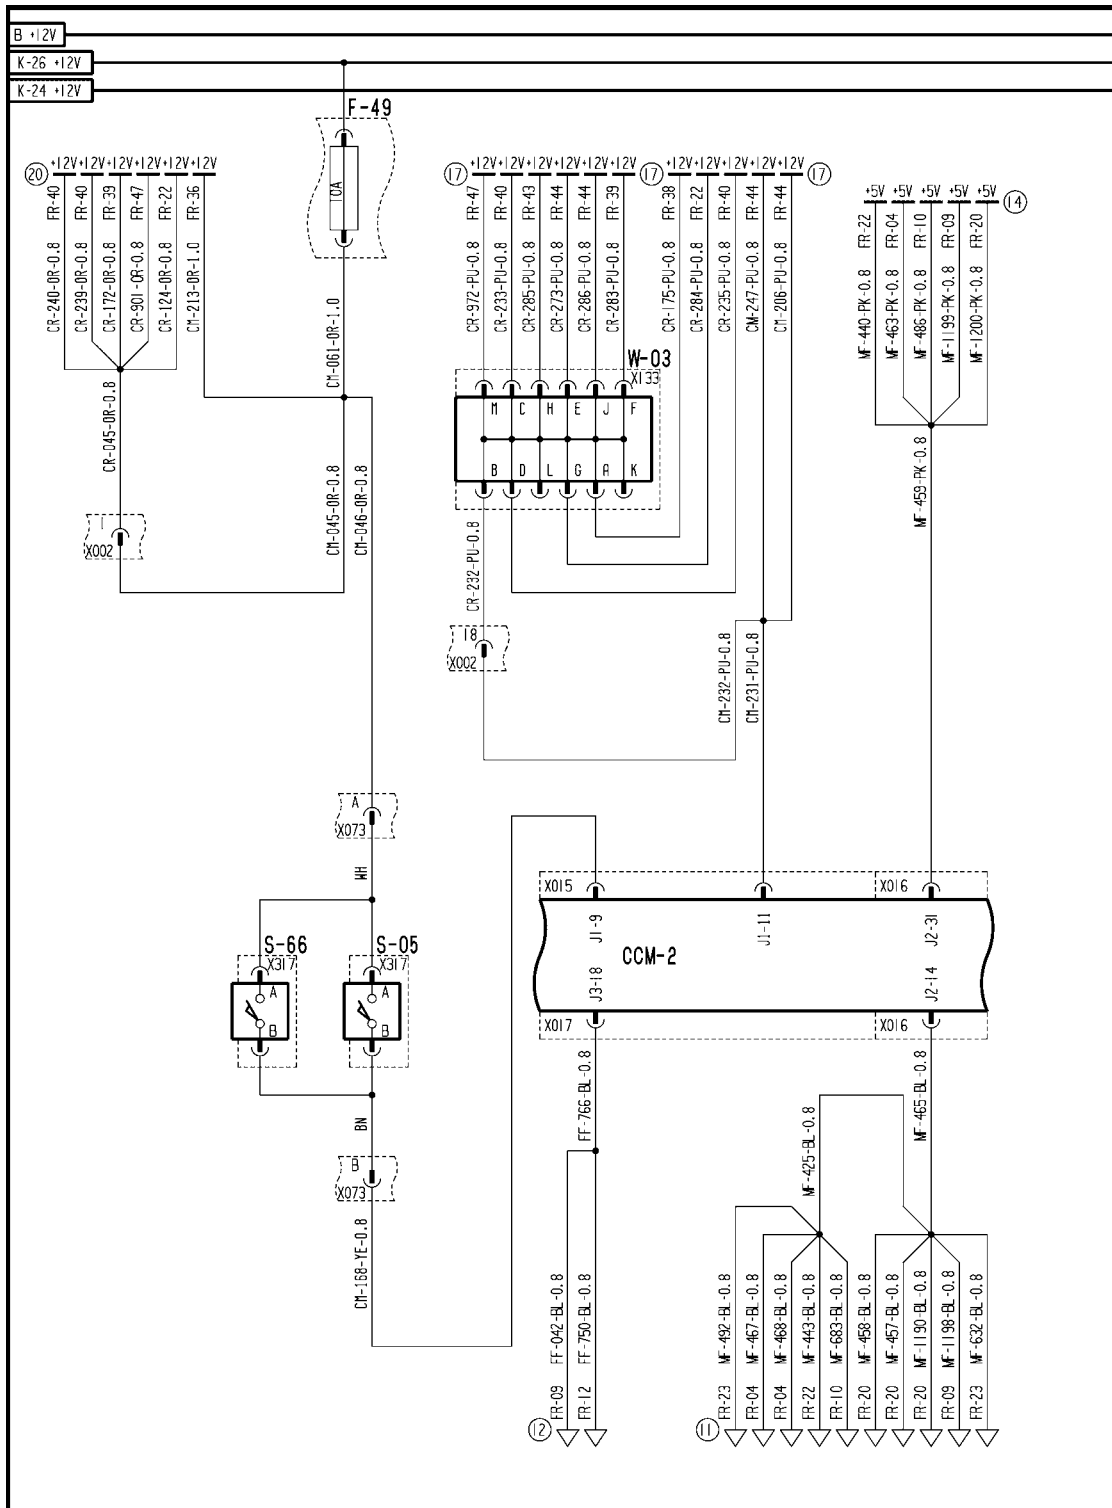 B +12V
K-26 +12V
K-24 +12V
F-49
10A
20
+12V +12V +12V +12V +12V +12V
FR-40
FR-40
FR-39
FR-47
FR-22
FR-36
CR-240-OR-0.8
CR-239-OR-0.8
CR-172-OR-0.8
CR-901-OR-0.8
CR-124-OR-0.8
CM-213-OR-1.0
CM-061-OR-1.0
17
+12V +12V +12V +12V +12V +12V
FR-47
FR-40
FR-43
FR-44
FR-44
FR-39
CR-972-PU-0.8
CR-233-PU-0.8
CR-285-PU-0.8
CR-273-PU-0.8
CR-286-PU-0.8
CR-283-PU-0.8
17
+12V +12V +12V +12V +12V
17
FR-38
FR-22
FR-40
FR-44
FR-44
CR-175-PU-0.8
CR-284-PU-0.8
CR-235-PU-0.8
CM-247-PU-0.8
CM-206-PU-0.8
+5V +5V +5V +5V +5V
14
FR-22
FR-04
FR-10
FR-09
FR-20
MF-440-PK-0.8
MF-463-PK-0.8
MF-486-PK-0.8
MF-1199-PK-0.8
MF-1200-PK-0.8
W-03
X133
M C H E J F
B D L G A K
CR-045-OR-0.8
CM-045-OR-0.8
CM-046-OR-0.8
MF-459-PK-0.8
1
X002
CR-232-PU-0.8
18
X002
CM-232-PU-0.8
CM-231-PU-0.8
A
X073
WH
X015
X016
J1-9
J1-11
J2-31
CCM-2
J3-18
J2-14
X017
X016
S-66
X317
A
B
S-05
X317
A
B
BN
B
X073
CM-168-YE-0.8
FF-766-BL-0.8
MF-465-BL-0.8
MF-425-BL-0.8
FF-042-BL-0.8
FF-750-BL-0.8
MF-492-BL-0.8
MF-467-BL-0.8
MF-468-BL-0.8
MF-443-BL-0.8
MF-683-BL-0.8
MF-458-BL-0.8
MF-457-BL-0.8
MF-1190-BL-0.8
MF-1198-BL-0.8
MF-632-BL-0.8
12
FR-09
FR-12
11
FR-23
FR-04
FR-04
FR-22
FR-10
FR-20
FR-20
FR-20
FR-09
FR-23